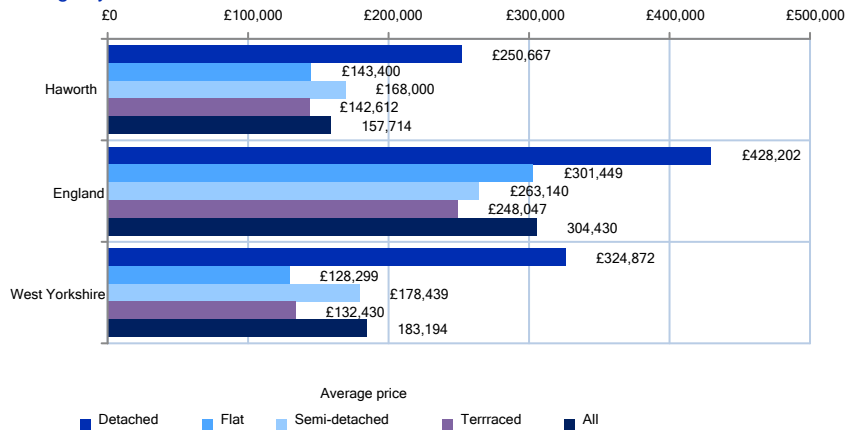 £0 £100,000 £200,000 £300,000 £400,000 £500,000
£250,667
£143,400
Haworth £168,000
£142,612
157,714
£428,202
£301,449
England £263,140
£248,047
304,430
£324,872
£128,299
West Yorkshire £178,439
£132,430
183,194
Average price
Detached Flat Semi-detached Terrraced All